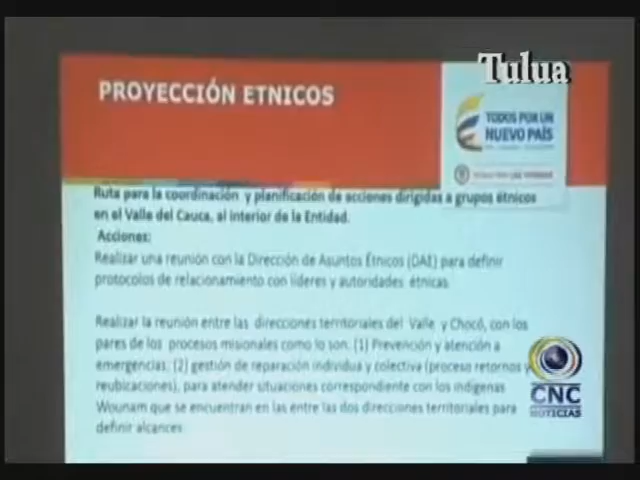 Tulua
PROYECCIÓN ETNICOS
TODOS POR UN
NUEVO PAÍS
Ruta para la coordinación y planificación de acciones dirigidas a grupos étnicos
en el Valle del Cauca, al interior de la Entidad.
Acciones:
Realizar una reunión con la Dirección de Asuntos Étnicos (DAE) para definir
protocolos de relacionamiento con líderes y autoridades étnicas.
Realizar la reunión entre las direcciones territoriales del Valle y Chocó, con los
pares de los procesos misionales como lo son: (1) Prevención y atención a
emergencias; (2) gestión de reparación individua y colectiva (proceso retornos y
reubicaciones), para atender situaciones correspondiente con los indígenas
Wounam que se encuentran en las entre las dos direcciones territoriales para
definir alcances
CNC
NOTICIAS